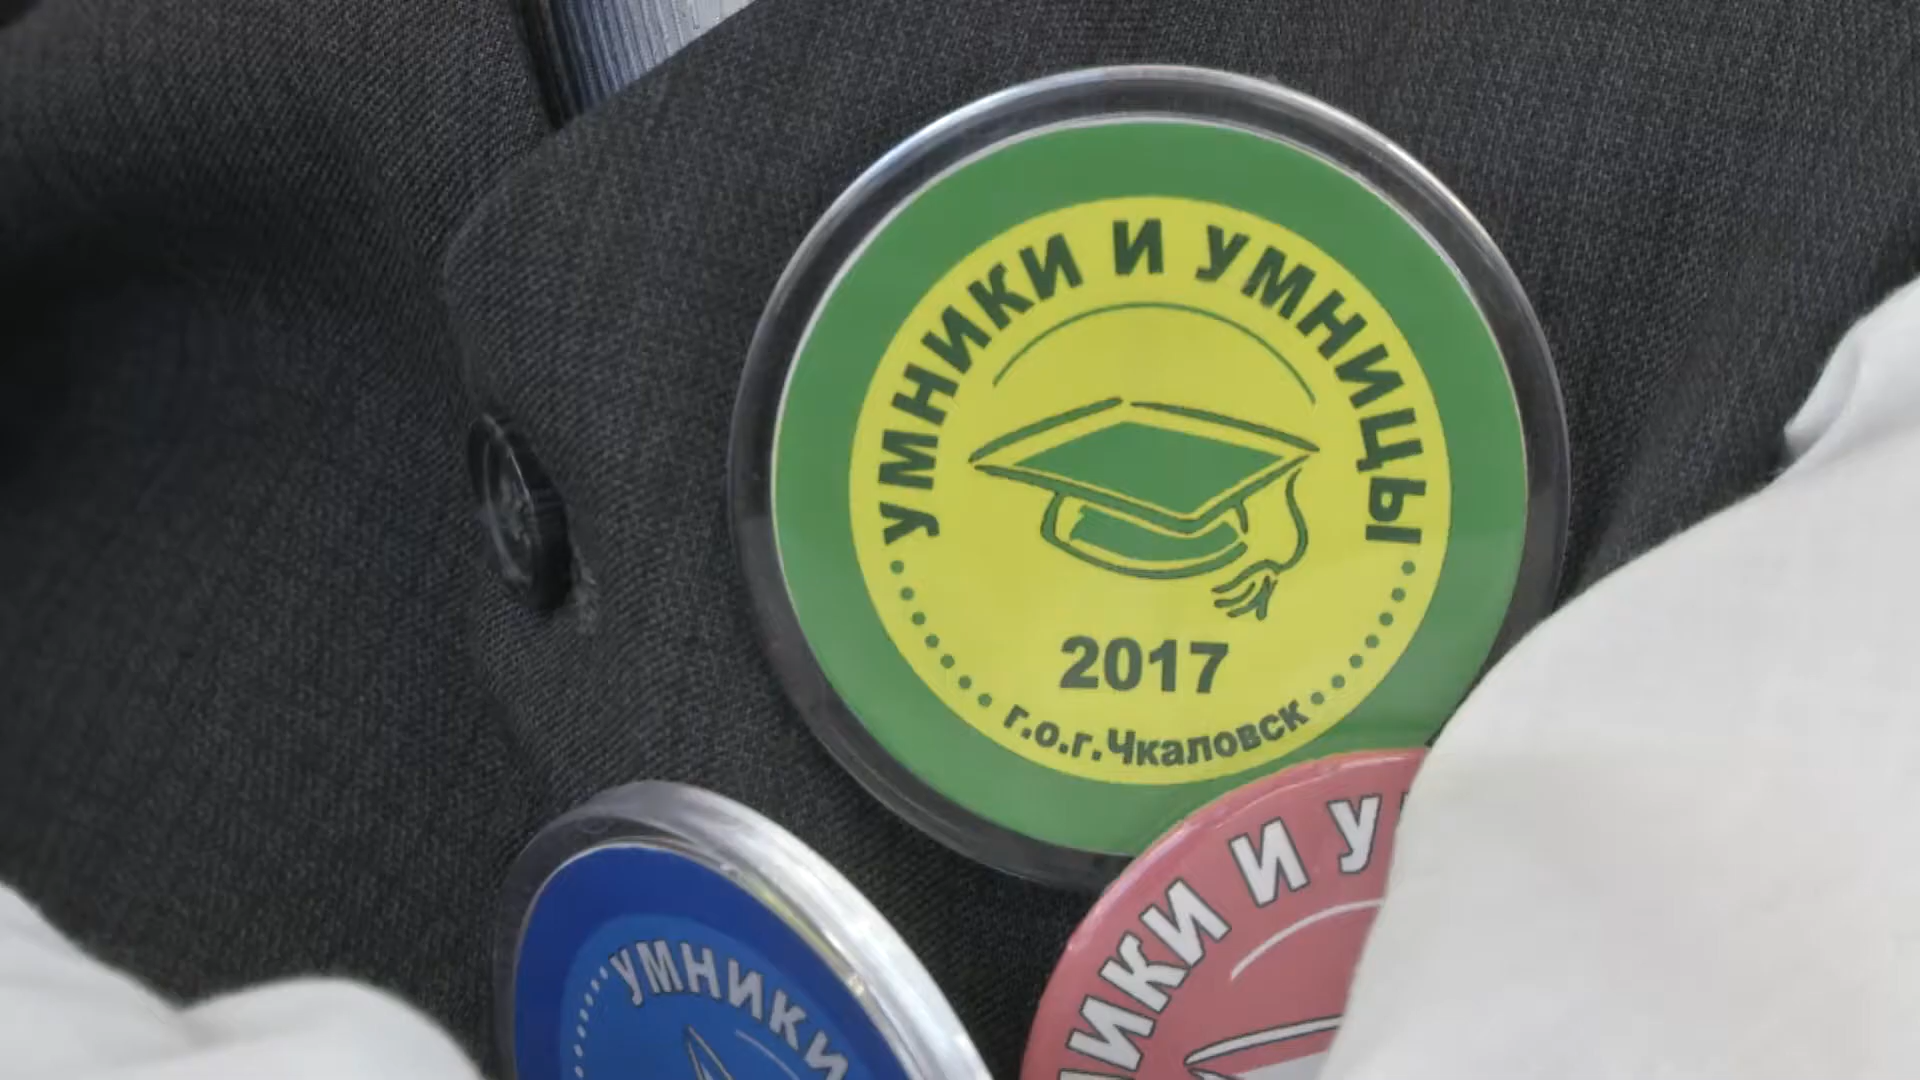 УМНИКИ И УМНИЦЫ
2017
г.о.г.Чкаловск
УМНИКИ
ИКИ И У